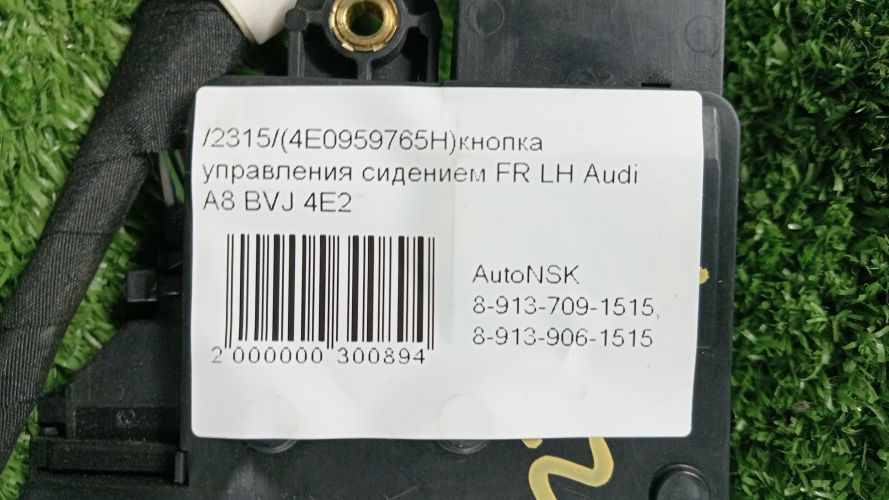 /2315/(4E0959765H)кнопка
управления сидением FR LH Audi
A8 BVJ 4E2
AutoNSK
8-913-709-1515,
8-913-906-1515
2 000000 300894